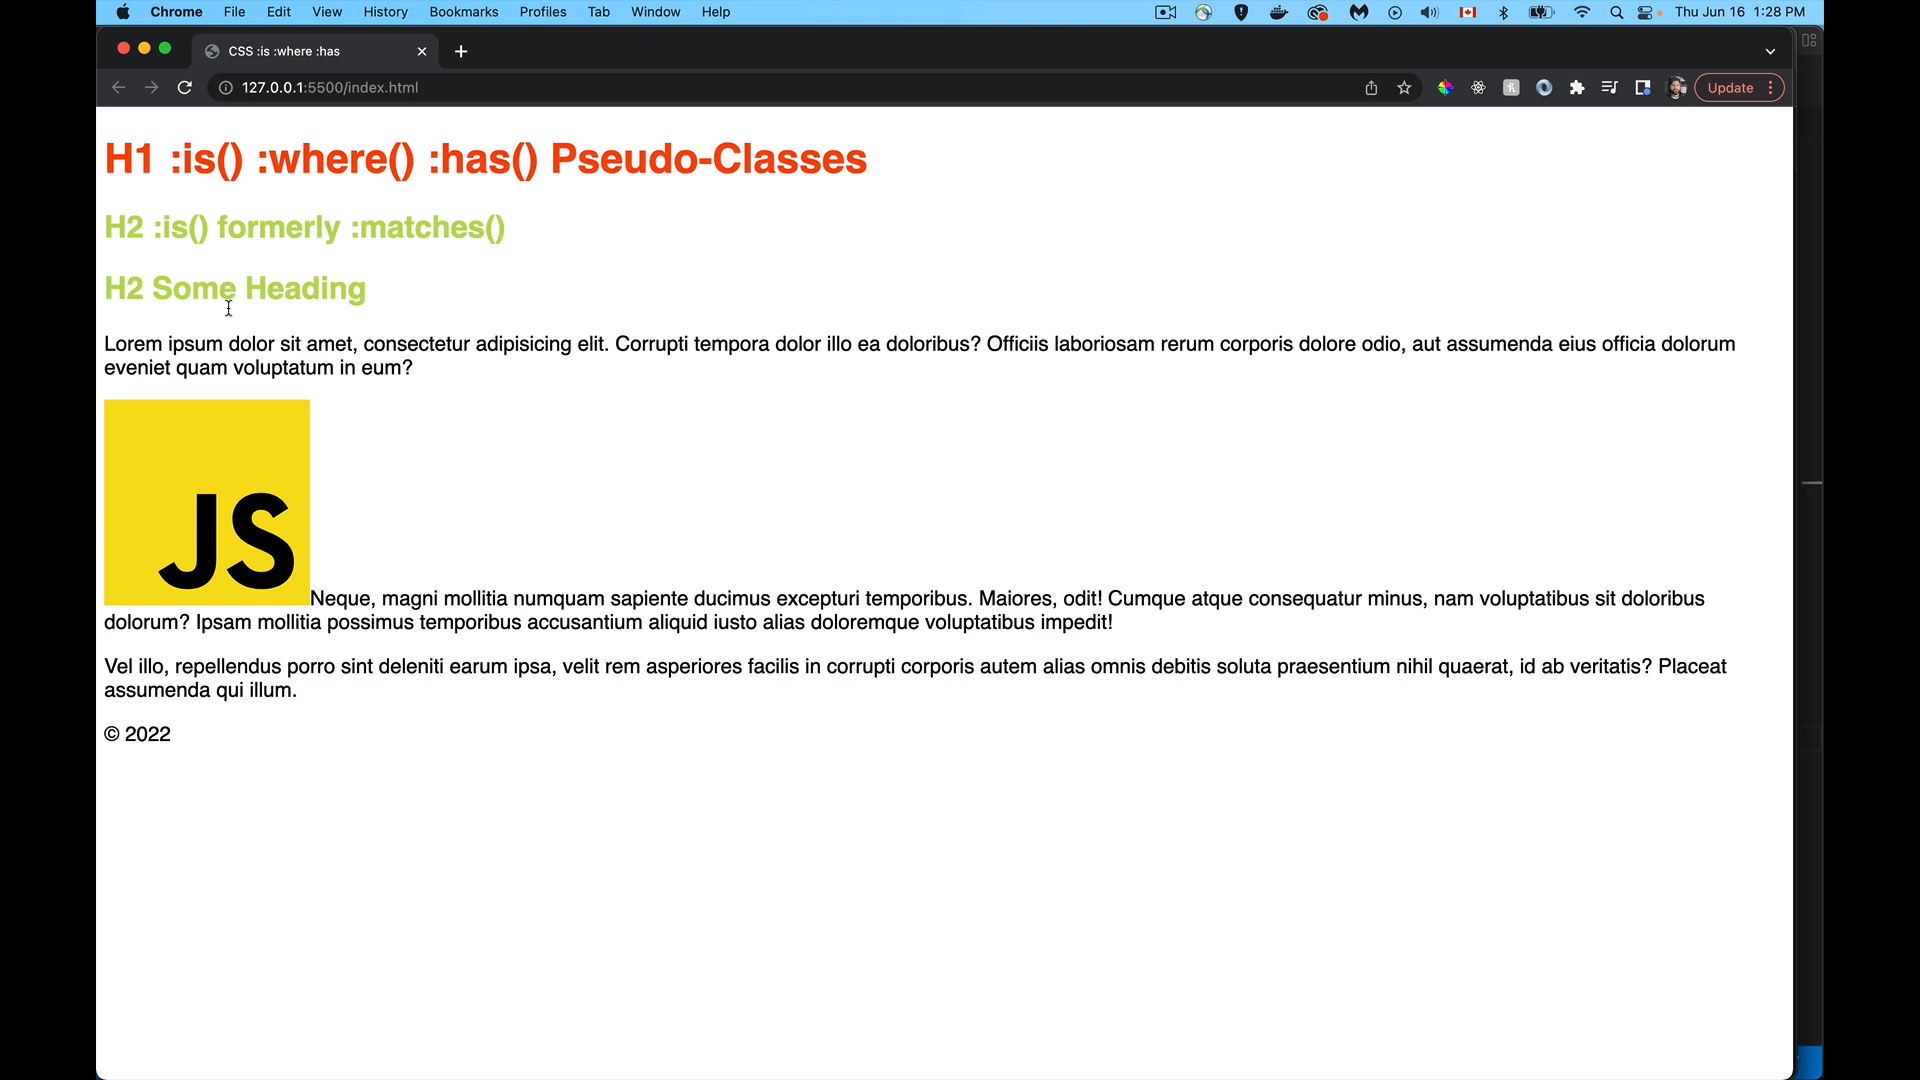 Chrome File Edit View History Bookmarks Profiles Tab Window Help Thu Jun 16 1:28 PM
CSS :is :where :has
127.0.0.1:5500/index.html Update
H1 :is() :where() :has() Pseudo-Classes
H2 :is() formerly :matches()
H2 Some Heading
Lorem ipsum dolor sit amet, consectetur adipisicing elit. Corrupti tempora dolor illo ea doloribus? Officiis laboriosam rerum corporis dolore odio, aut assumenda eius officia dolorum
eveniet quam voluptatum in eum?
JS
Neque, magni mollitia numquam sapiente ducimus excepturi temporibus. Maiores, odit! Cumque atque consequatur minus, nam voluptatibus sit doloribus
dolorum? Ipsam mollitia possimus temporibus accusantium aliquid iusto alias doloremque voluptatibus impedit!
Vel illo, repellendus porro sint deleniti earum ipsa, velit rem asperiores facilis in corrupti corporis autem alias omnis debitis soluta praesentium nihil quaerat, id ab veritatis? Placeat
assumenda qui illum.
© 2022